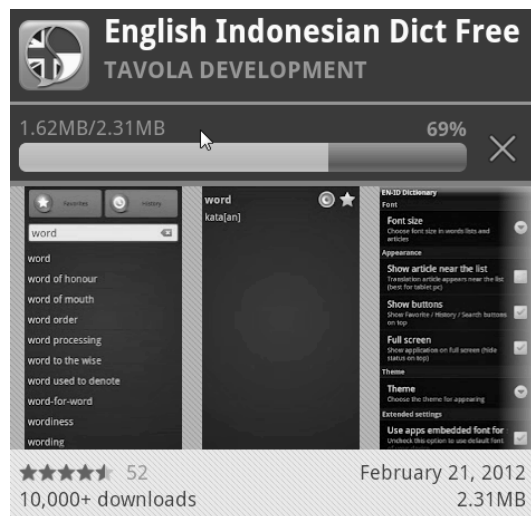 English Indonesian Dict Free
TAVOLA DEVELOPMENT
1.62MB/2.31MB
69%
Favorites
History
word
word
word of honour
word of mouth
word order
word processing
word to the wise
word used to denote
word-for-word
wordiness
wording
word
kata[an]
EN-ID Dictionary
Font
Font size
Choose font size in words lists and
articles
Appearance
Show article near the list
Translation article appears near the list
(best for tablet pc)
Show buttons
Show Favorite / History / Search buttons
on top
Full screen
Show application on full screen (hide
status on top)
Theme
Theme
Choose the theme for appearing
Extended settings
Use apps embedded font for
Uncheck this option to use default font
52
February 21, 2012
10,000+ downloads
2.31MB